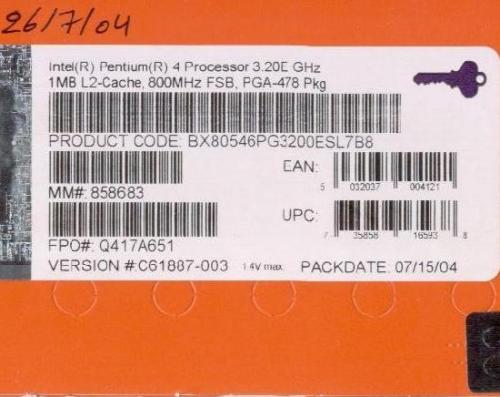 26/7/04
Intel(R) Pentium(R) 4 Processor 3.20E GHz
1MB L2-Cache, 800MHz FSB, PGA-478 Pkg
PRODUCT CODE: BX80546PG3200ESL7B8
EAN:
5 032037 004121
MM#: 858683
UPC:
7 35858 16593 8
FPO#: Q417A651
VERSION #:C61887-003 1.4V max PACKDATE: 07/15/04